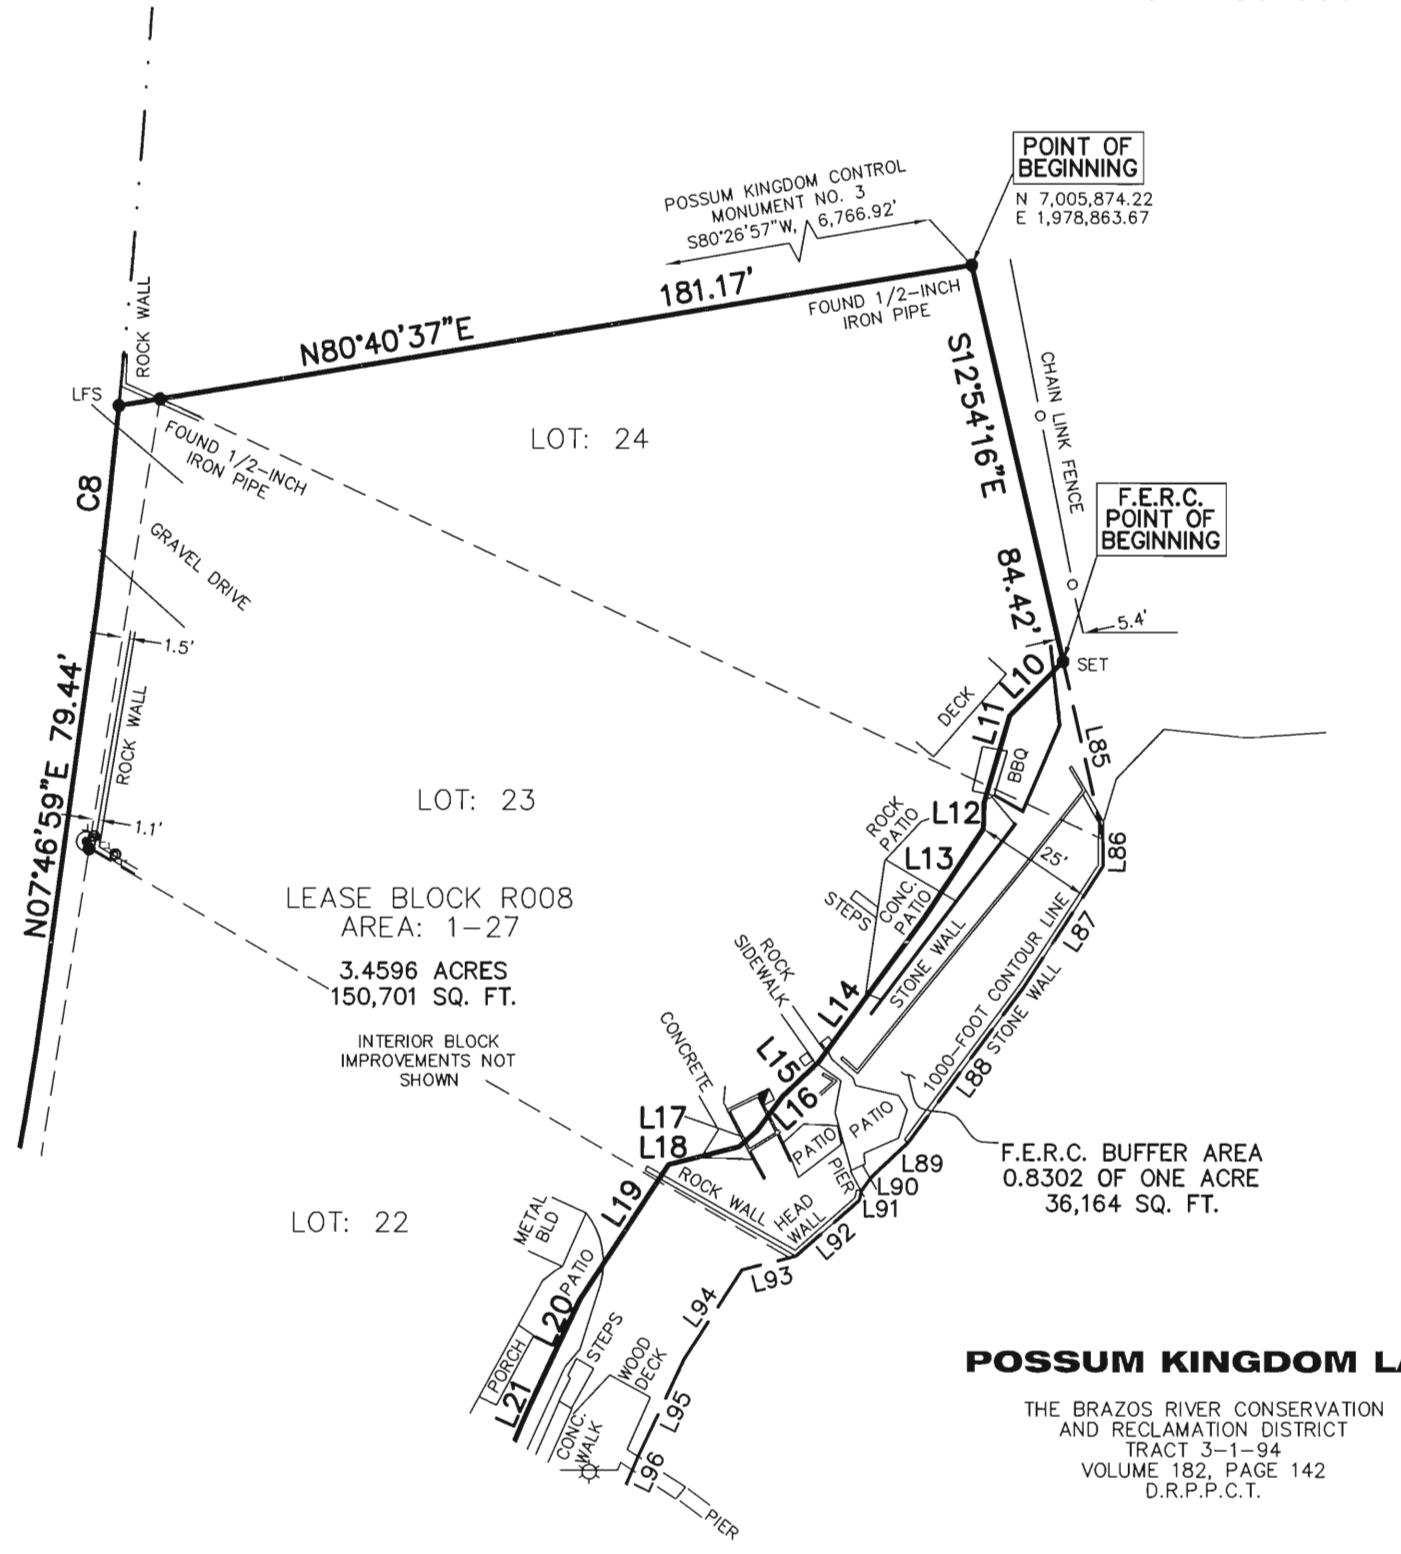 POINT OF
BEGINNING
N 7,005,874.22
E 1,978,863.67
POSSUM KINGDOM CONTROL
MONUMENT NO. 3
S80°26'57"W, 6,766.92'
181.17'
N80°40'37"E
FOUND 1/2-INCH
IRON PIPE
ROCK WALL
LFS
FOUND 1/2-INCH
IRON PIPE
LOT: 24
S12°54'16"E
84.42'
CHAIN LINK FENCE
F.E.R.C.
POINT OF
BEGINNING
C8
GRAVEL DRIVE
1.5'
5.4'
SET
N07°46'59"E 79.44'
ROCK WALL
1.1'
DECK
L10
L11
BBQ
L85
LOT: 23
ROCK
PATIO
L12
L13
25'
L86
STEPS
CONC.
PATIO
LEASE BLOCK R008
AREA: 1-27
3.4596 ACRES
150,701 SQ. FT.
INTERIOR BLOCK
IMPROVEMENTS NOT
SHOWN
ROCK
SIDEWALK
STONE WALL
L87
L14
1000-FOOT CONTOUR LINE
STONE WALL
L88
CONCRETE
L15
L16
L17
L18
PATIO
PATIO
L89
PIER
L90
L91
F.E.R.C. BUFFER AREA
0.8302 OF ONE ACRE
36,164 SQ. FT.
ROCK WALL
HEAD
WALL
L92
L93
L19
LOT: 22
METAL
BLD
PATIO
L94
L20
STEPS
WOOD
DECK
PORCH
L21
L95
CONC.
WALK
L96
PIER
POSSUM KINGDOM LA
THE BRAZOS RIVER CONSERVATION
AND RECLAMATION DISTRICT
TRACT 3-1-94
VOLUME 182, PAGE 142
D.R.P.P.C.T.